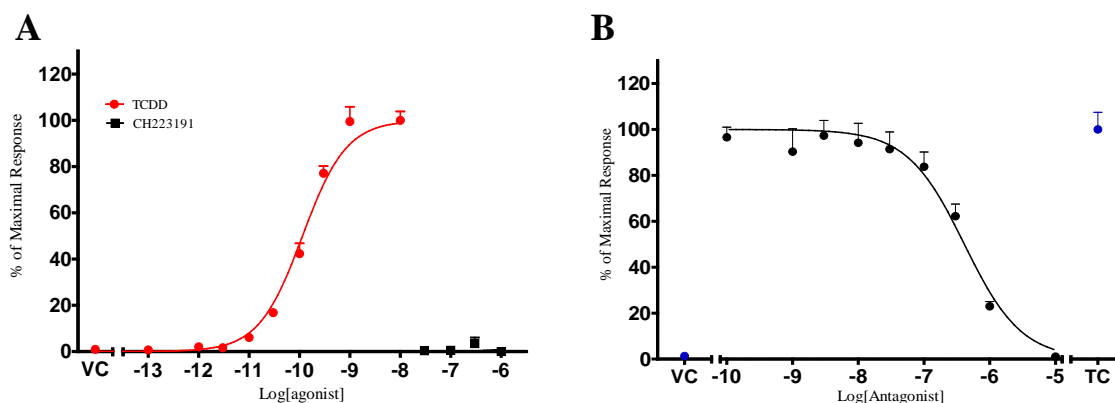 A
% of Maximal Response
120
100
80
60
40
20
0
TCDD
CH223191
VC -13 -12 -11 -10 -9 -8 -7 -6
Log[agonist]
B
% of Maximal Response
120
100
80
60
40
20
0
VC -10 -9 -8 -7 -6 -5 TC
Log[Antagonist]